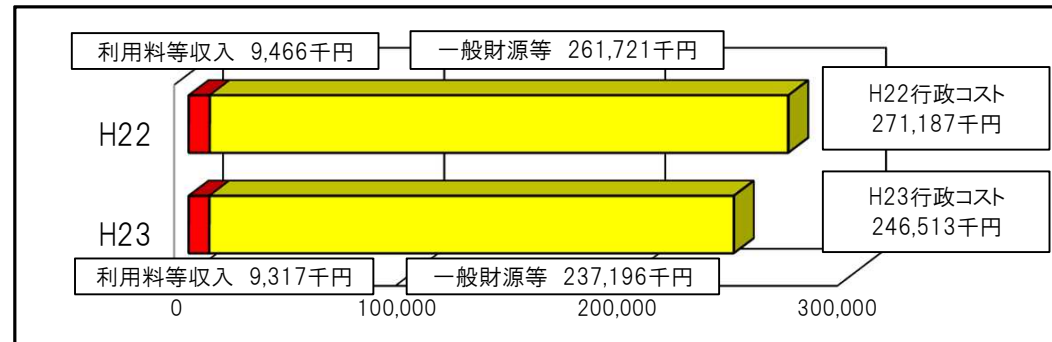 利用料等収入 9,466千円
一般財源等 261,721千円
H22行政コスト
271,187千円
H22
H23行政コスト
246,513千円
H23
利用料等収入 9,317千円
一般財源等 237,196千円
0
100,000
200,000
300,000